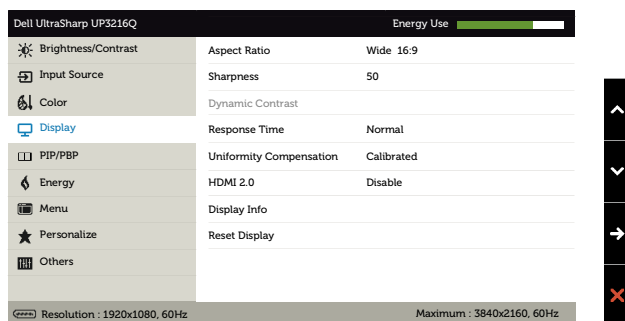 Dell UltraSharp UP3216Q Energy Use
Brightness/Contrast Aspect Ratio Wide 16:9
Input Source Sharpness 50
Color Dynamic Contrast
Display Response Time Normal
PIP/PBP Uniformity Compensation Calibrated
Energy HDMI 2.0 Disable
Menu Display Info
Personalize Reset Display
Others
Resolution : 1920x1080, 60Hz Maximum : 3840x2160, 60Hz